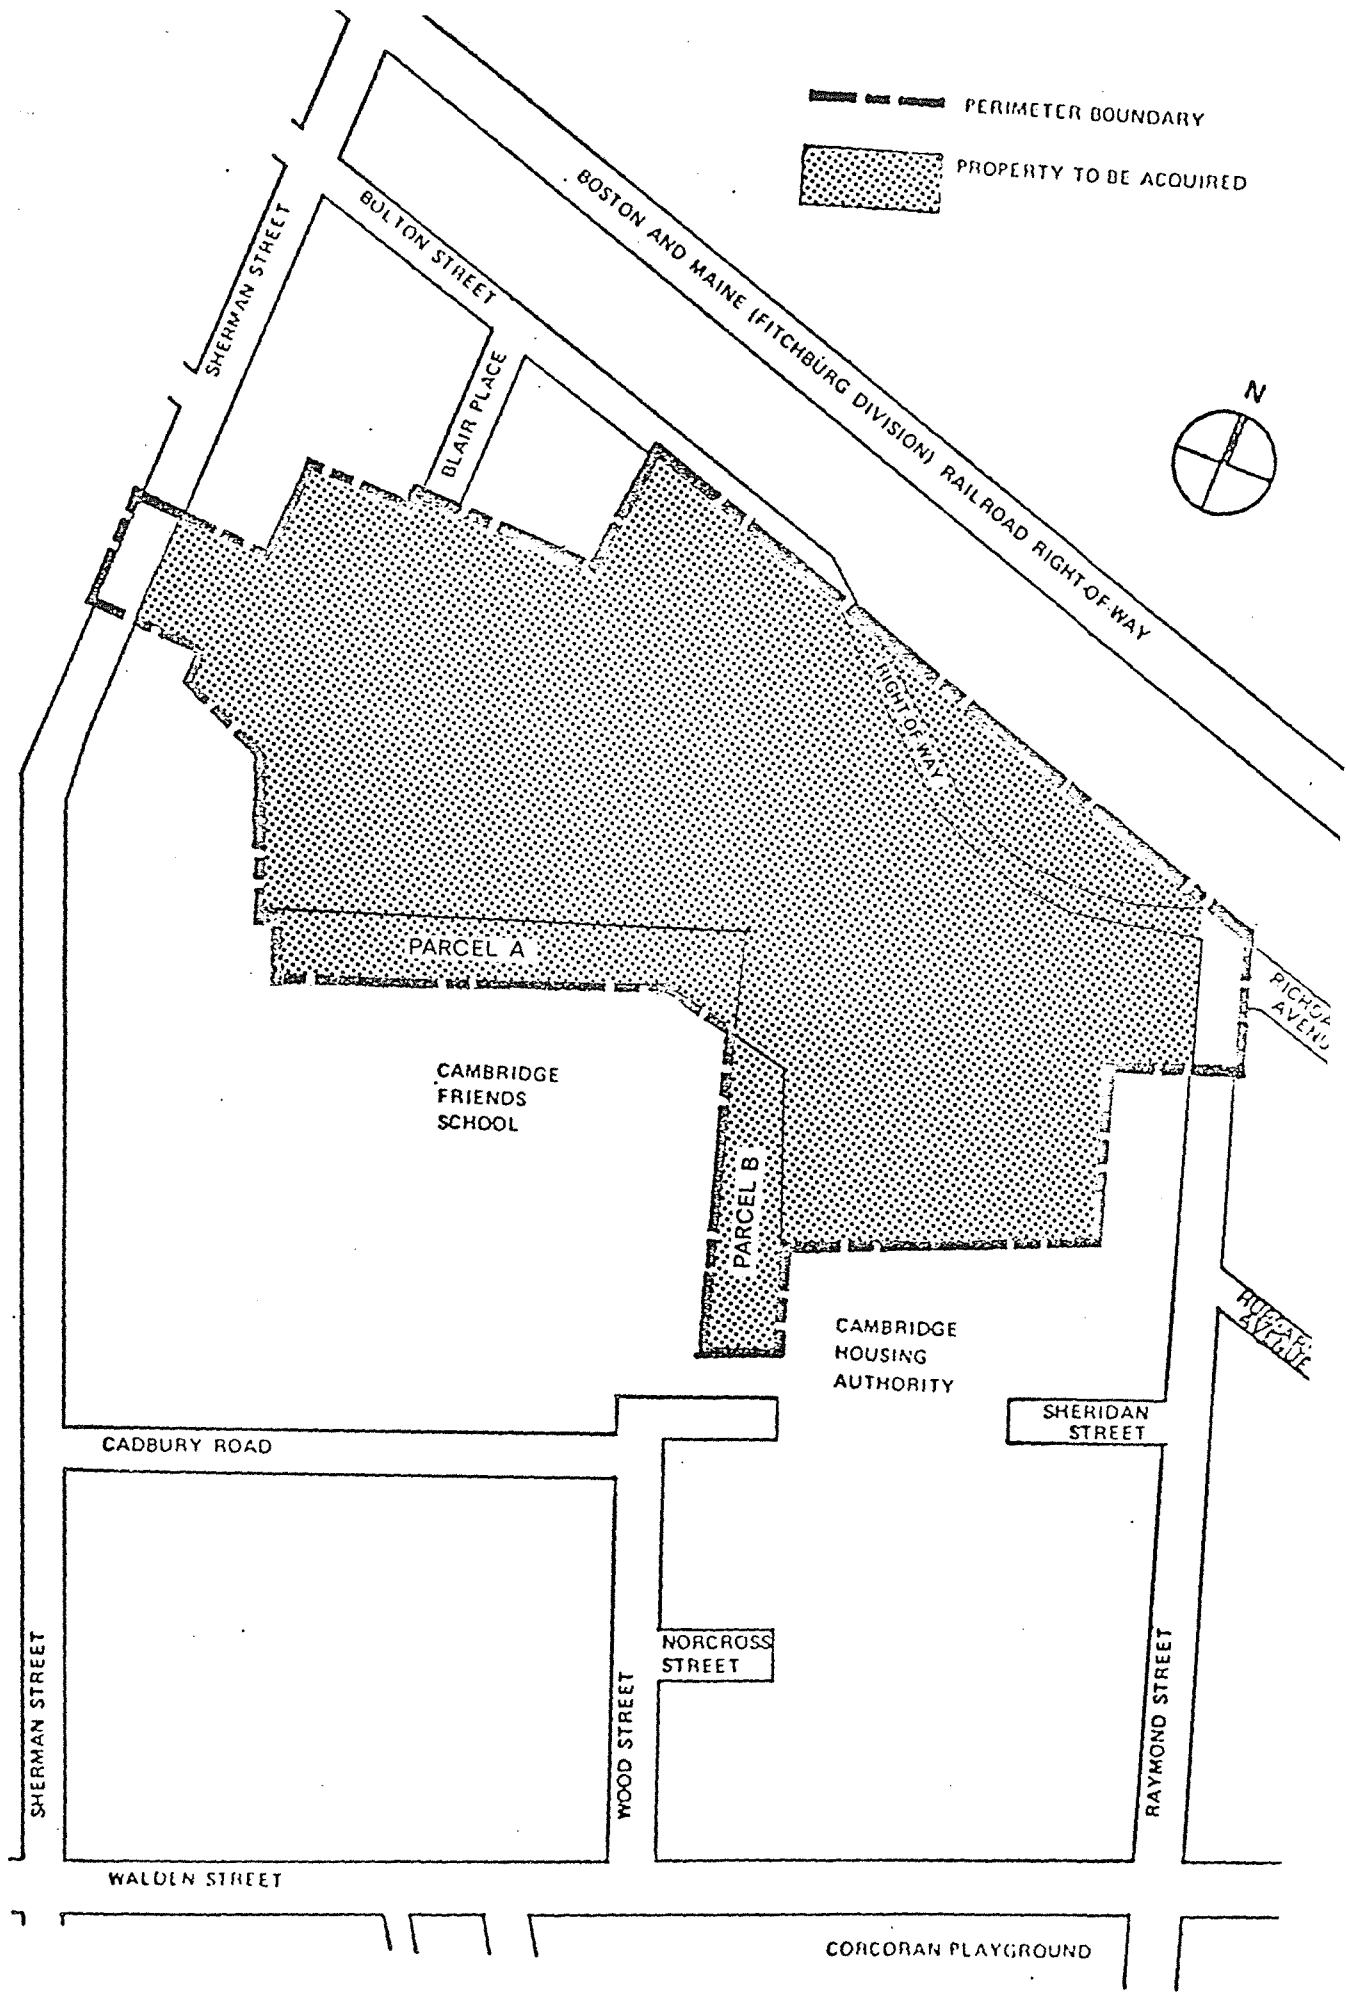 PERIMETER BOUNDARY
PROPERTY TO BE ACQUIRED
BOSTON AND MAINE (FITCHBURG DIVISION) RAILROAD RIGHT-OF-WAY
BOLTON STREET
SHERMAN STREET
BLAIR PLACE
N
RIGHT OF WAY
PARCEL A
CAMBRIDGE
FRIENDS
SCHOOL
PARCEL B
CAMBRIDGE
HOUSING
AUTHORITY
SHERIDAN
STREET
CADBURY ROAD
NORCROSS
STREET
SHERMAN STREET
WOOD STREET
RAYMOND STREET
WALDEN STREET
CORCORAN PLAYGROUND